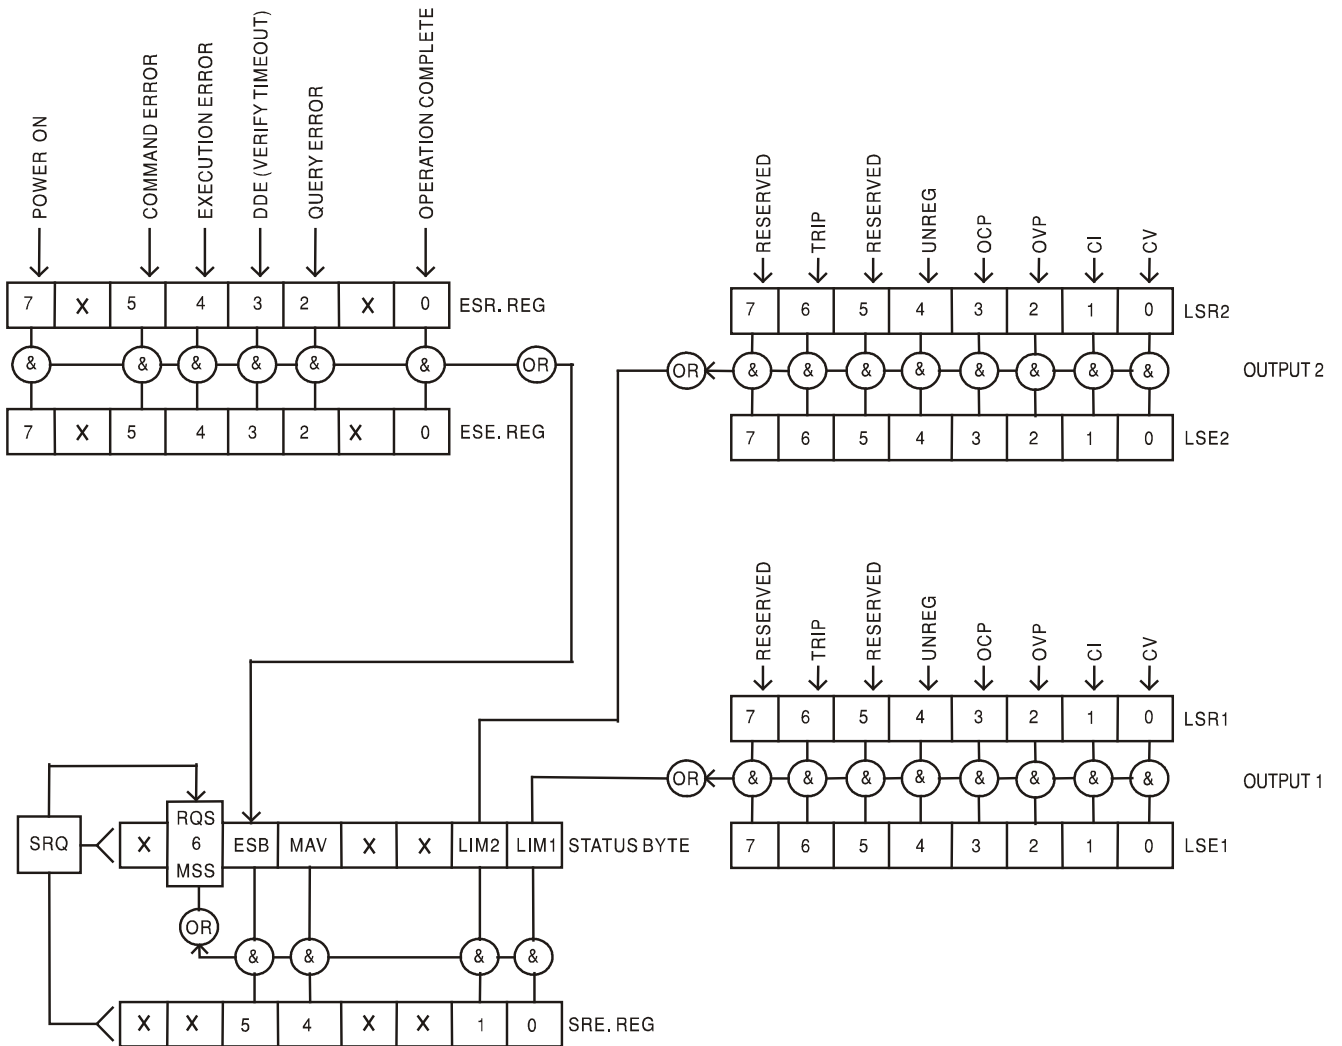 POWER ON
COMMAND ERROR
EXECUTION ERROR
DDE (VERIFY TIMEOUT)
QUERY ERROR
OPERATION COMPLETE
7 X 5 4 3 2 X 0 ESR. REG
& & & & & & OR
7 X 5 4 3 2 X 0 ESE. REG
RESERVED
TRIP
RESERVED
UNREG
OCP
OVP
CI
CV
7 6 5 4 3 2 1 0 LSR2
OR & & & & & & & & OUTPUT 2
7 6 5 4 3 2 1 0 LSE2
RESERVED
TRIP
RESERVED
UNREG
OCP
OVP
CI
CV
7 6 5 4 3 2 1 0 LSR1
OR & & & & & & & & OUTPUT 1
7 6 5 4 3 2 1 0 LSE1
SRQ
X
RQS
6
MSS
ESB MAV X X LIM2 LIM1 STATUS BYTE
OR
& & & &
X X 5 4 X X 1 0 SRE. REG